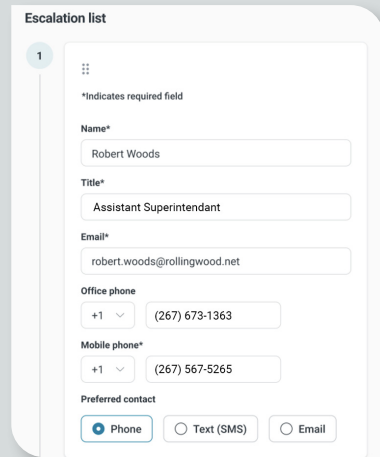 Escalation list
1
*Indicates required field
Name*
Robert Woods
Title*
Assistant Superintendant
Email*
robert.woods@rollingwood.net
Office phone
+1 (267) 673-1363
Mobile phone*
+1 (267) 567-5265
Preferred contact
Phone Text (SMS) Email